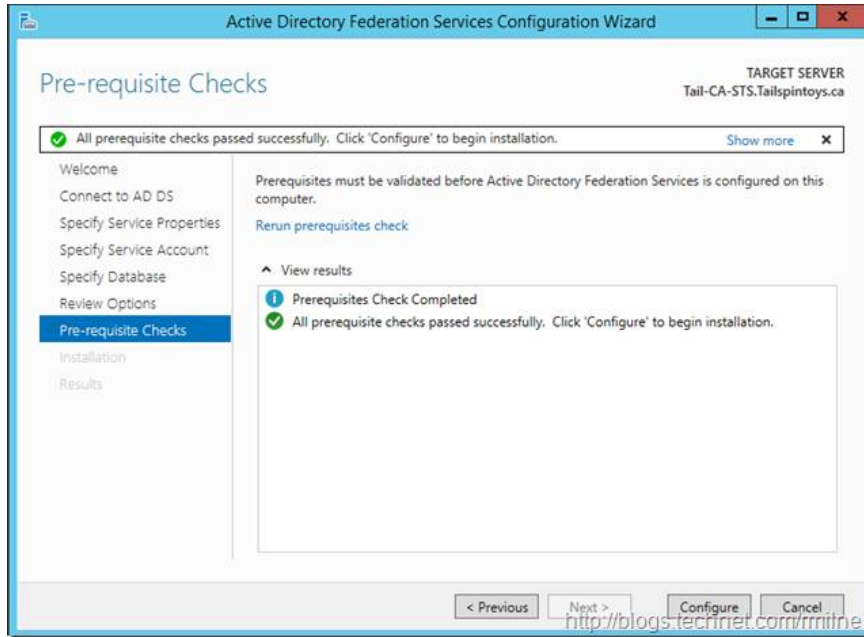 Active Directory Federation Services Configuration Wizard
Pre-requisite Checks
TARGET SERVER
Tail-CA-STS.Tailspintoys.ca
All prerequisite checks passed successfully. Click 'Configure' to begin installation.
Show more
Welcome
Connect to AD DS
Specify Service Properties
Specify Service Account
Specify Database
Review Options
Pre-requisite Checks
Installation
Results
Prerequisites must be validated before Active Directory Federation Services is configured on this
computer.
Rerun prerequisites check
View results
Prerequisites Check Completed
All prerequisite checks passed successfully. Click 'Configure' to begin installation.
< Previous
Next >
Configure
Cancel
http://blogs.technet.com/rmilne